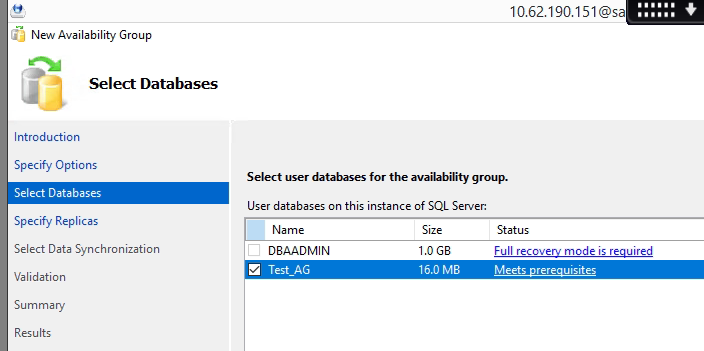 10.62.190.151@sa
New Availability Group
Select Databases
Introduction
Specify Options
Select Databases
Specify Replicas
Select Data Synchronization
Validation
Summary
Results
Select user databases for the availability group.
User databases on this instance of SQL Server:
Name Size Status
DBAADMIN 1.0 GB Full recovery mode is required
Test_AG 16.0 MB Meets prerequisites